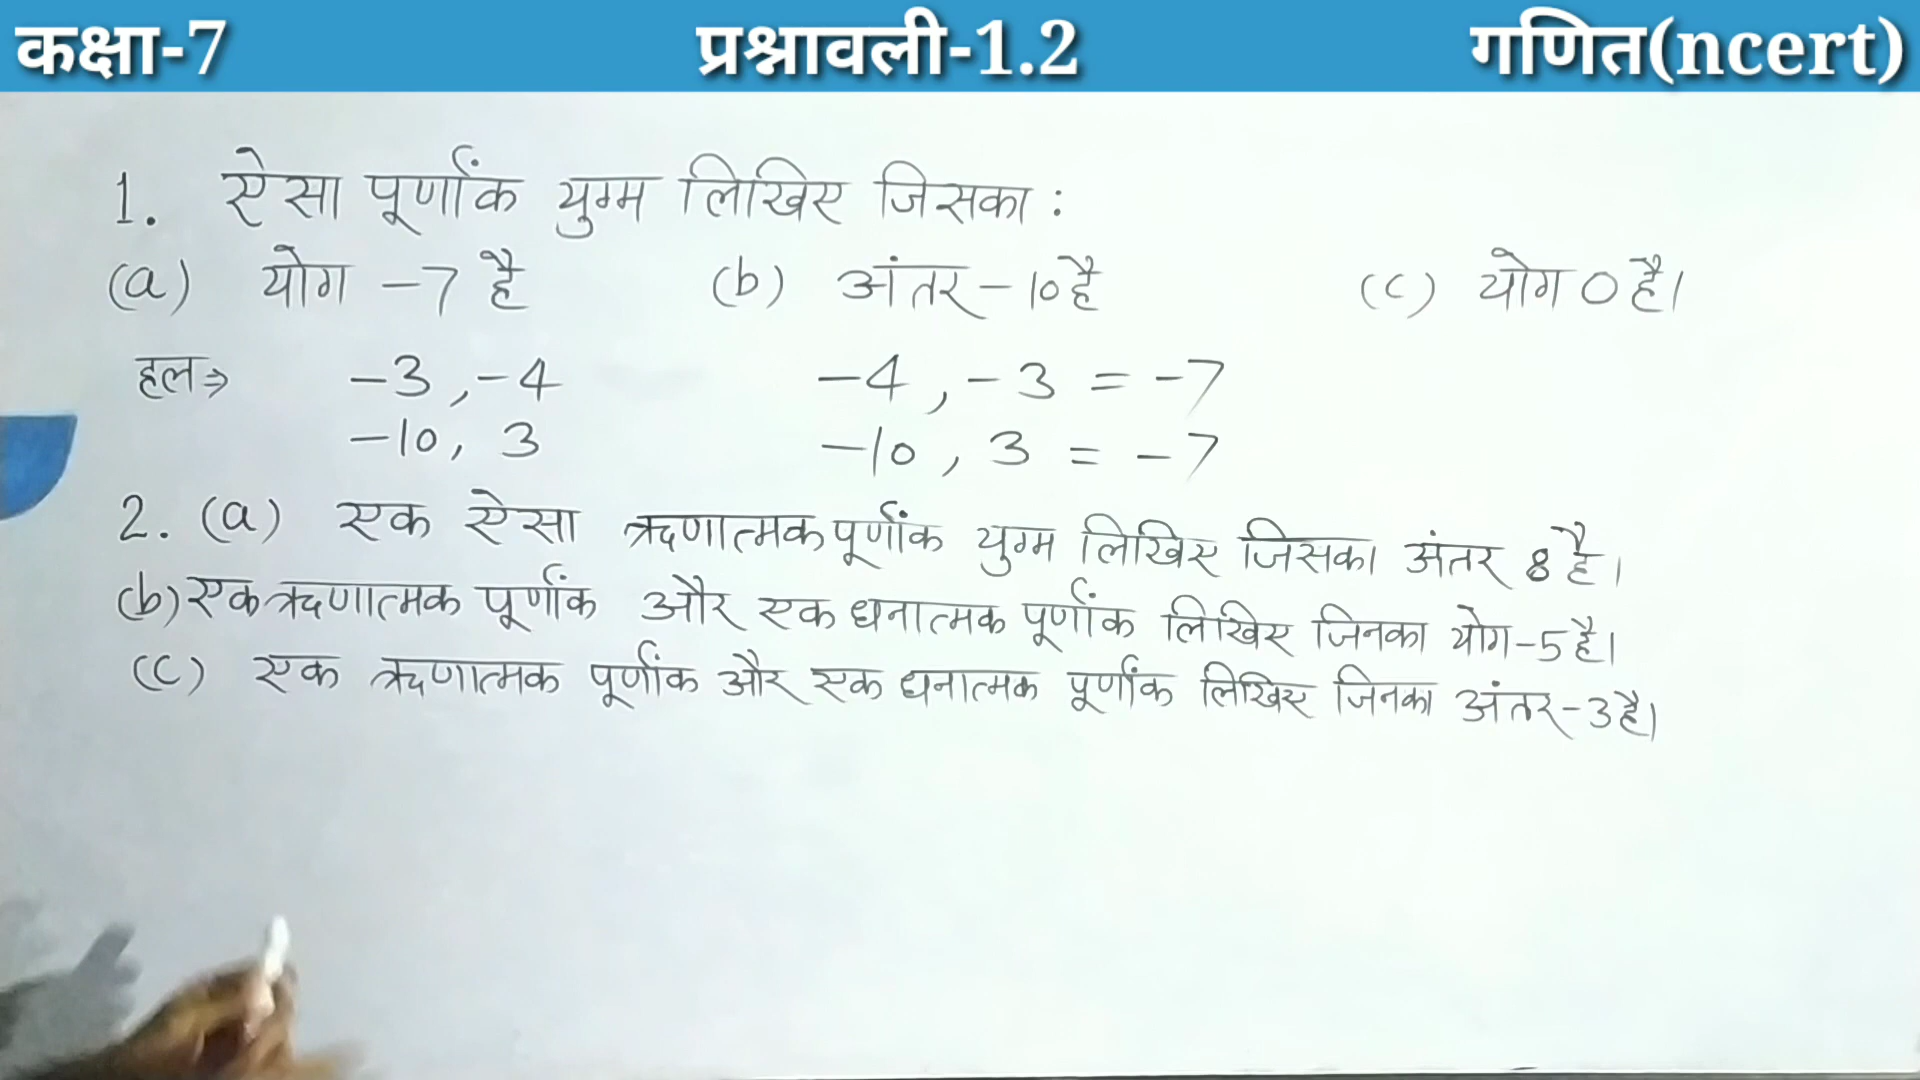 कक्षा-7 प्रश्नावली-1.2 गणित(ncert)
1. ऐसा पूर्णांक युग्म लिखिए जिसका :
(a) योग -7 है (b) अंतर -10 है (c) योग 0 है।
हल⇒ -3, -4 -4, -3 = -7
-10, 3 -10, 3 = -7
2. (a) एक ऐसा ऋणात्मक पूर्णांक युग्म लिखिए जिसका अंतर 8 है।
(b) एक ऋणात्मक पूर्णांक और एक धनात्मक पूर्णांक लिखिए जिनका योग -5 है।
(c) एक ऋणात्मक पूर्णांक और एक धनात्मक पूर्णांक लिखिए जिनका अंतर -3 है।